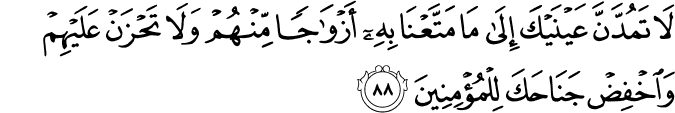 لَا تَمُدَّنَّ عَيْنَيْكَ إِلَىٰ مَا مَتَّعْنَا بِهِۦٓ أَزْوَٰجًا مِّنْهُمْ وَلَا تَحْزَنْ عَلَيْهِمْ
وَٱخْفِضْ جَنَاحَكَ لِلْمُؤْمِنِينَ ٨٨